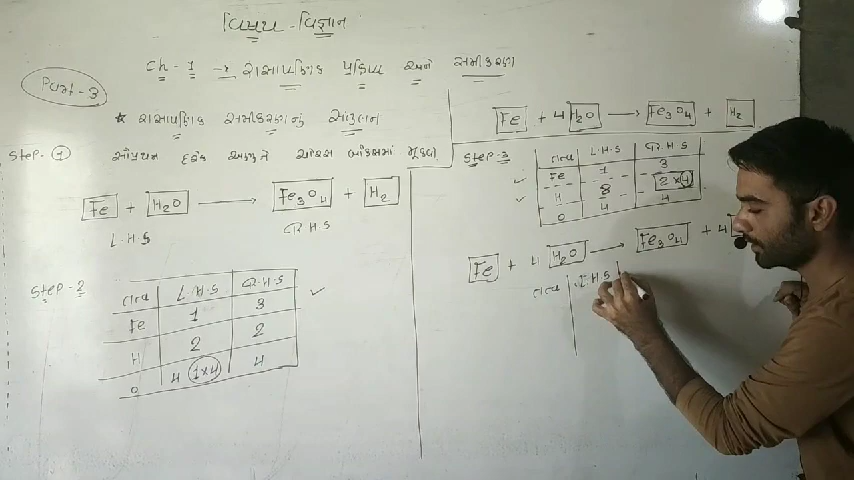 વિષય - વિજ્ઞાન
Ch - 1 → રાસાયણિક પ્રક્રિયા અને સમીકરણો
Part-3
★ રાસાયણિક સમીકરણનું સંતુલન
Step. 1 સૌપ્રથમ દરેક અણુને ચોરસ બોક્સમાં મૂકવો
Fe + H2O ⟶ Fe3O4 + H2
L.H.S R.H.S
Step-2
તત્વ L.H.S R.H.S
Fe 1 3
H 2 2
O 4 1×4 4
Fe + 4 H2O ⟶ Fe3O4 + H2
Step-3
તત્વ L.H.S R.H.S
Fe 1 3
H 8 2×4
O 4 4
Fe + 4 H2O ⟶ Fe3O4 + 4
તત્વ L.H.S